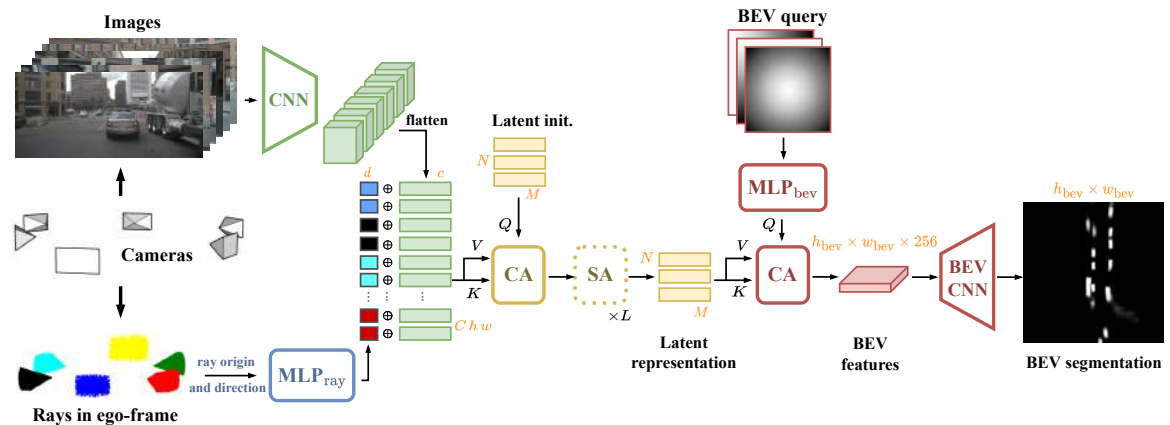 Images
CNN
flatten
Cameras
Rays in ego-frame
ray origin
and direction
MLP_ray
d
c
⊕
⊕
⊕
⊕
⊕
⊕
⋮ ⋮ ⋮
⊕
⊕
C h w
Latent init.
N
M
Q
V
K
CA
SA
×L
N
M
Latent
representation
BEV query
MLP_bev
Q
V
K
CA
h_bev × w_bev × 256
BEV
features
BEV
CNN
h_bev × w_bev
BEV segmentation